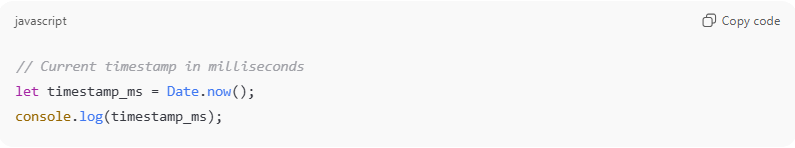 javascript
Copy code
// Current timestamp in milliseconds
let timestamp_ms = Date.now();
console.log(timestamp_ms);